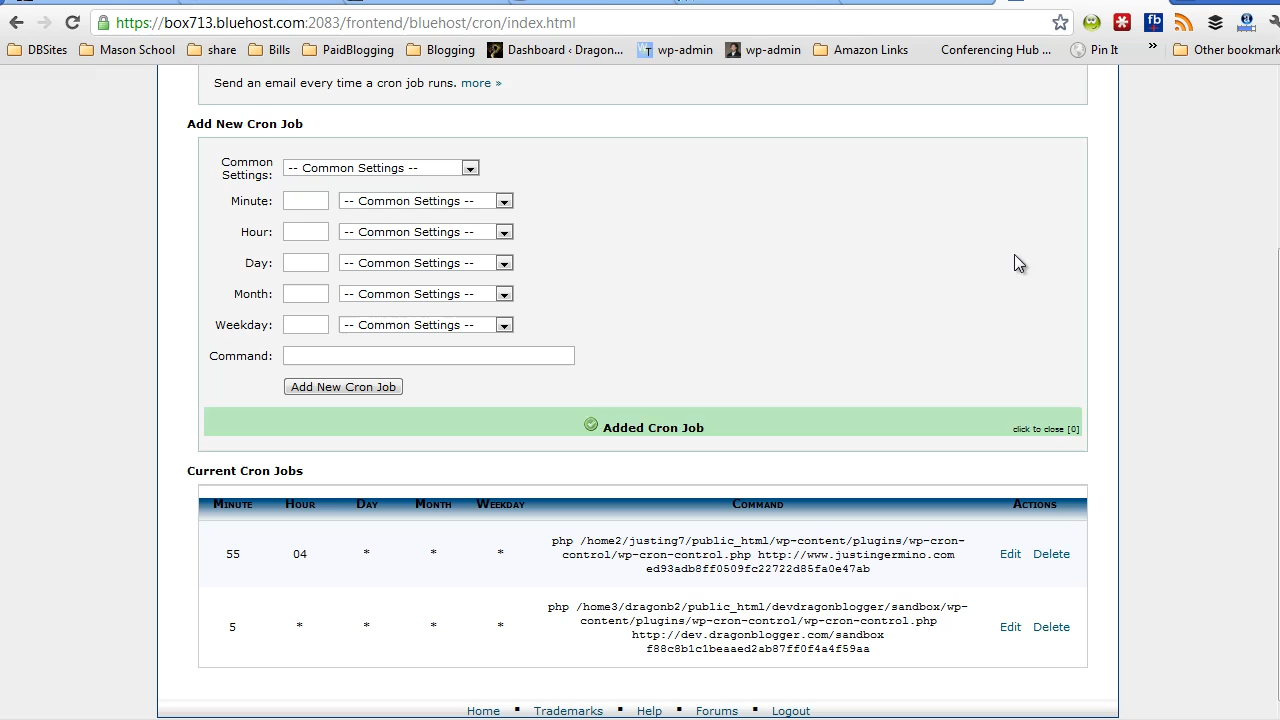 https://box713.bluehost.com:2083/frontend/bluehost/cron/index.html
fb
DBSites Mason School share Bills PaidBlogging Blogging Dashboard ‹ Dragon... wp-admin wp-admin Amazon Links Conferencing Hub ... Pin It » Other bookmark
Send an email every time a cron job runs. more »
Add New Cron Job
Common
Settings: -- Common Settings --
Minute: -- Common Settings --
Hour: -- Common Settings --
Day: -- Common Settings --
Month: -- Common Settings --
Weekday: -- Common Settings --
Command:
Add New Cron Job
Added Cron Job click to close [0]
Current Cron Jobs
Minute Hour Day Month Weekday Command Actions
php /home2/justing7/public_html/wp-content/plugins/wp-cron-
55 04 * * * control/wp-cron-control.php http://www.justingermino.com Edit Delete
ed93adb8ff0509fc22722d85fa0e47ab
php /home3/dragonb2/public_html/devdragonblogger/sandbox/wp-
content/plugins/wp-cron-control/wp-cron-control.php
5 * * * * Edit Delete
http://dev.dragonblogger.com/sandbox
f88c8b1c1beaaed2ab87ff0f4a4f59aa
Home ▪ Trademarks ▪ Help ▪ Forums ▪ Logout